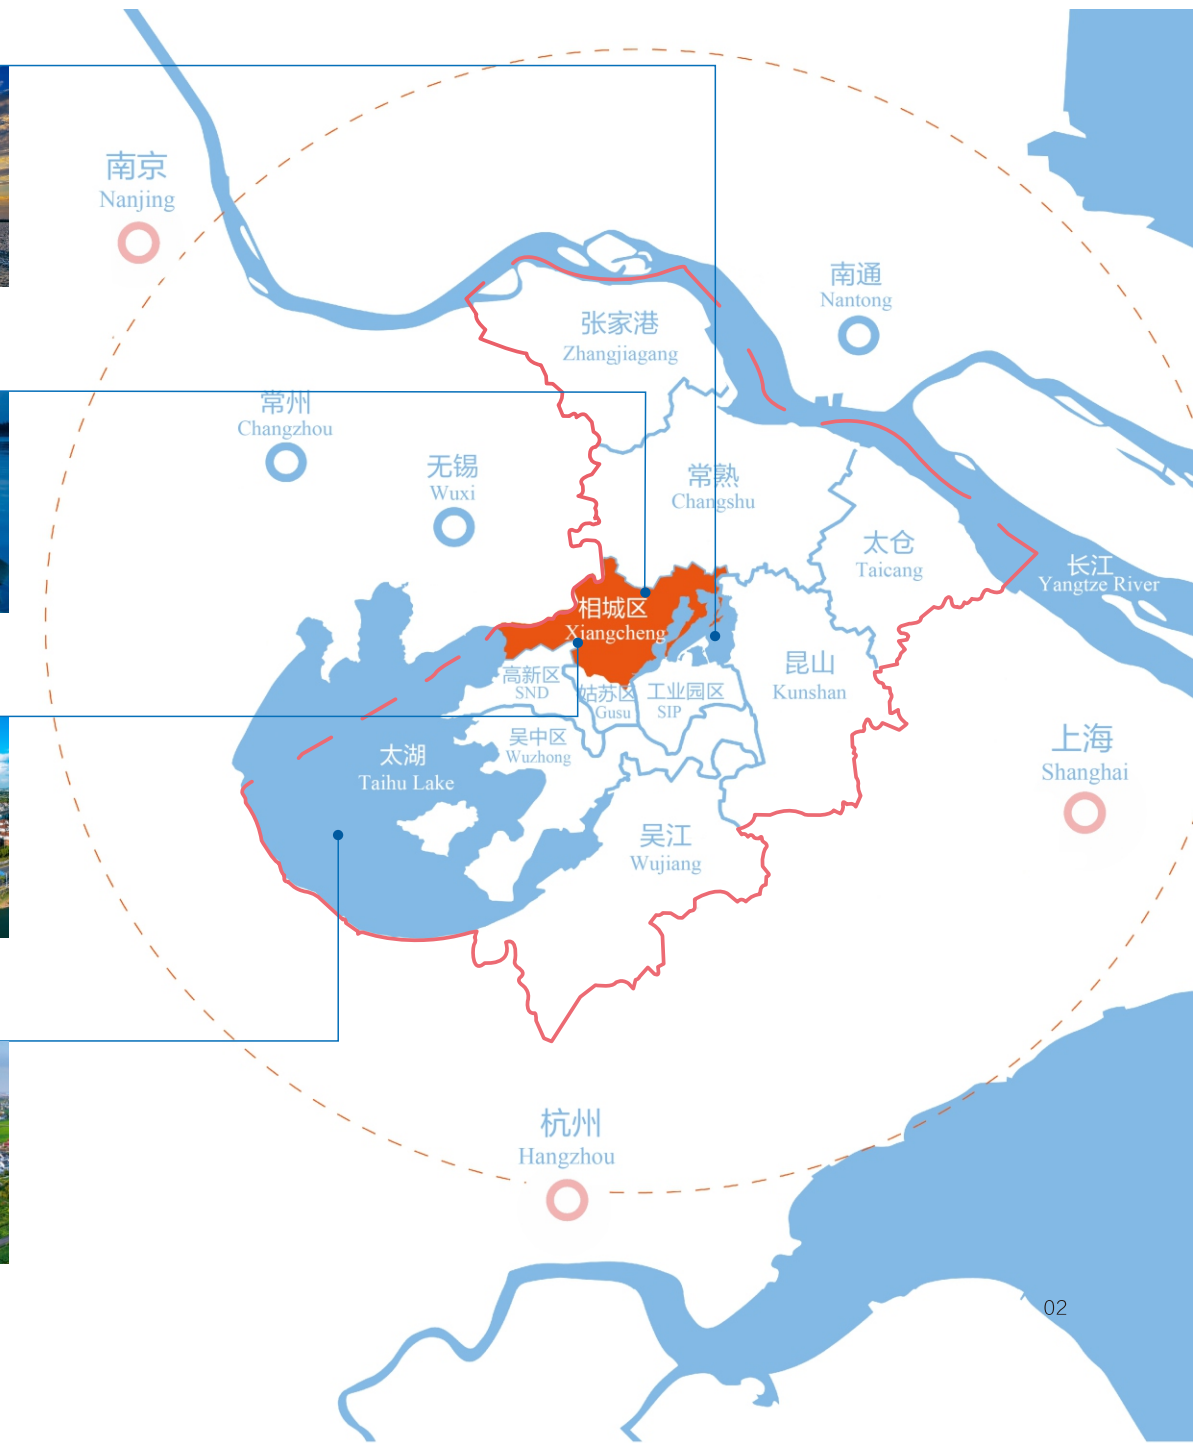 南京
Nanjing
南通
Nantong
张家港
Zhangjiagang
常州
Changzhou
无锡
Wuxi
常熟
Changshu
太仓
Taicang
长江
Yangtze River
相城区
Xiangcheng
昆山
Kunshan
高新区
SND
姑苏区
Gusu
工业园区
SIP
吴中区
Wuzhong
太湖
Taihu Lake
上海
Shanghai
吴江
Wujiang
杭州
Hangzhou
02